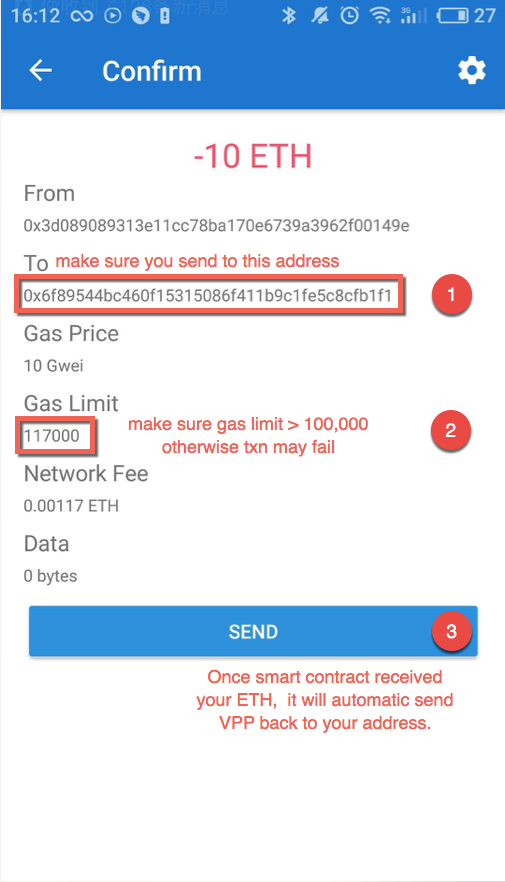 16:12 27
Confirm
-10 ETH
From
0x3d089089313e11cc78ba170e6739a3962f00149e
To make sure you send to this address
0x6f89544bc460f15315086f411b9c1fe5c8cfb1f1 1
Gas Price
10 Gwei
Gas Limit
make sure gas limit > 100,000 2
117000
otherwise txn may fail
Network Fee
0.00117 ETH
Data
0 bytes
SEND 3
Once smart contract received
your ETH, it will automatic send
VPP back to your address.